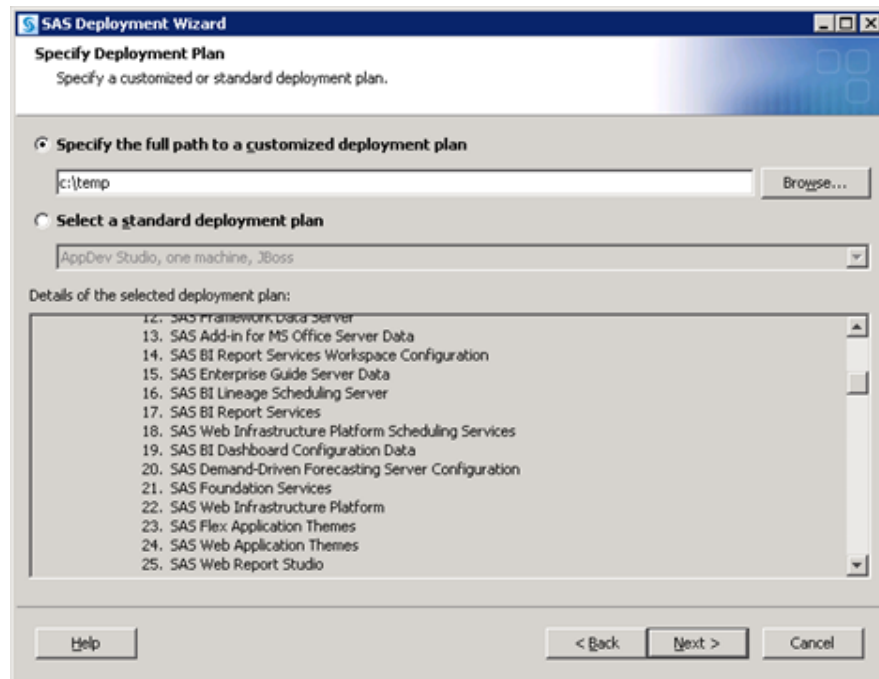 SAS Deployment Wizard
Specify Deployment Plan
Specify a customized or standard deployment plan.
Specify the full path to a customized deployment plan
c:\temp
Browse...
Select a standard deployment plan
AppDev Studio, one machine, JBoss
Details of the selected deployment plan:
12. SAS Framework Data Server
13. SAS Add-in for MS Office Server Data
14. SAS BI Report Services Workspace Configuration
15. SAS Enterprise Guide Server Data
16. SAS BI Lineage Scheduling Server
17. SAS BI Report Services
18. SAS Web Infrastructure Platform Scheduling Services
19. SAS BI Dashboard Configuration Data
20. SAS Demand-Driven Forecasting Server Configuration
21. SAS Foundation Services
22. SAS Web Infrastructure Platform
23. SAS Flex Application Themes
24. SAS Web Application Themes
25. SAS Web Report Studio
Help
< Back
Next >
Cancel